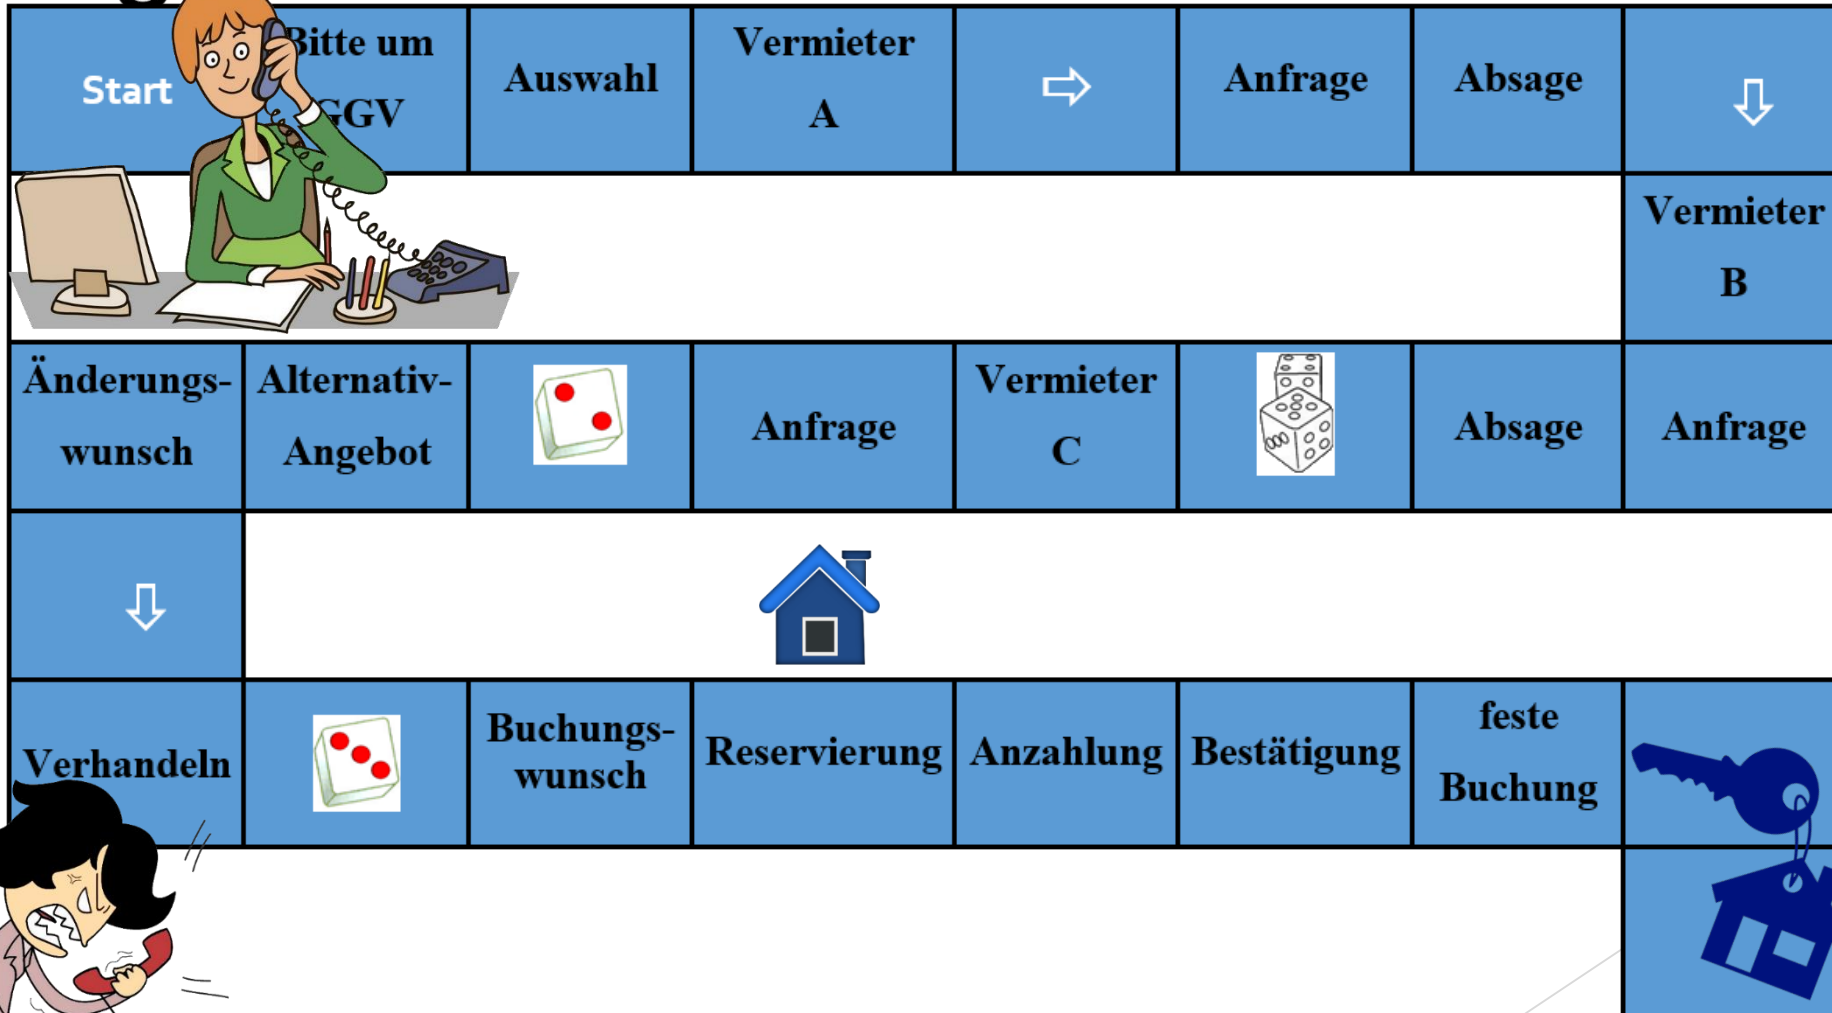 Start
Bitte um
GGV
Auswahl
Vermieter
A
Anfrage
Absage
Vermieter
B
Änderungs-
wunsch
Alternativ-
Angebot
Anfrage
Vermieter
C
Absage
Anfrage
Verhandeln
Buchungs-
wunsch
Reservierung
Anzahlung
Bestätigung
feste
Buchung